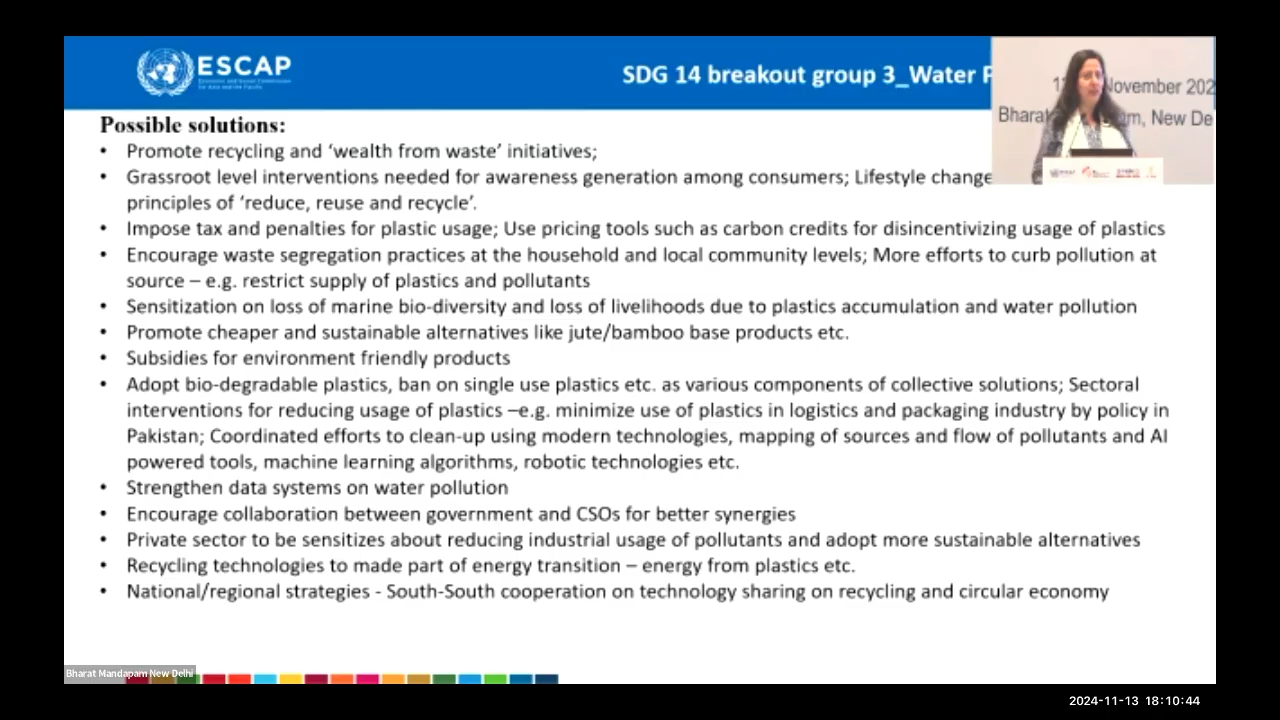 ESCAP
Economic and Social Commission
for Asia and the Pacific
SDG 14 breakout group 3_Water P
1
November 202
Bharat
m, New De
ESCAP
Possible solutions:
• Promote recycling and ‘wealth from waste’ initiatives;
• Grassroot level interventions needed for awareness generation among consumers; Lifestyle change
principles of ‘reduce, reuse and recycle’.
• Impose tax and penalties for plastic usage; Use pricing tools such as carbon credits for disincentivizing usage of plastics
• Encourage waste segregation practices at the household and local community levels; More efforts to curb pollution at
source – e.g. restrict supply of plastics and pollutants
• Sensitization on loss of marine bio-diversity and loss of livelihoods due to plastics accumulation and water pollution
• Promote cheaper and sustainable alternatives like jute/bamboo base products etc.
• Subsidies for environment friendly products
• Adopt bio-degradable plastics, ban on single use plastics etc. as various components of collective solutions; Sectoral
interventions for reducing usage of plastics –e.g. minimize use of plastics in logistics and packaging industry by policy in
Pakistan; Coordinated efforts to clean-up using modern technologies, mapping of sources and flow of pollutants and AI
powered tools, machine learning algorithms, robotic technologies etc.
• Strengthen data systems on water pollution
• Encourage collaboration between government and CSOs for better synergies
• Private sector to be sensitizes about reducing industrial usage of pollutants and adopt more sustainable alternatives
• Recycling technologies to made part of energy transition – energy from plastics etc.
• National/regional strategies - South-South cooperation on technology sharing on recycling and circular economy
Bharat Mandapam New Delhi
2024-11-13 18:10:44